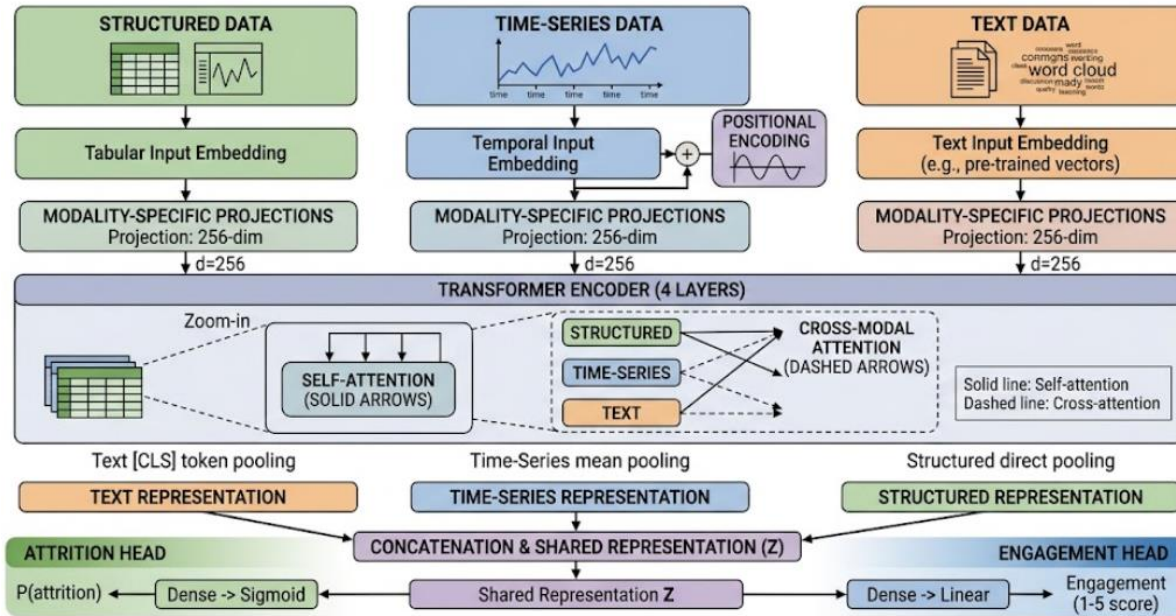 STRUCTURED DATA
TIME-SERIES DATA
time time time time time
TEXT DATA
word
commgns
word cloud
mady
Tabular Input Embedding
Temporal Input
Embedding
+
POSITIONAL
ENCODING
Text Input Embedding
(e.g., pre-trained vectors)
MODALITY-SPECIFIC PROJECTIONS
Projection: 256-dim
MODALITY-SPECIFIC PROJECTIONS
Projection: 256-dim
MODALITY-SPECIFIC PROJECTIONS
Projection: 256-dim
d=256
d=256
d=256
TRANSFORMER ENCODER (4 LAYERS)
Zoom-in
SELF-ATTENTION
(SOLID ARROWS)
STRUCTURED
TIME-SERIES
TEXT
CROSS-MODAL
ATTENTION
(DASHED ARROWS)
Solid line: Self-attention
Dashed line: Cross-attention
Text [CLS] token pooling
Time-Series mean pooling
Structured direct pooling
TEXT REPRESENTATION
TIME-SERIES REPRESENTATION
STRUCTURED REPRESENTATION
CONCATENATION & SHARED REPRESENTATION (Z)
ATTRITION HEAD
ENGAGEMENT HEAD
P(attrition)
Dense -> Sigmoid
Shared Representation Z
Dense -> Linear
Engagement
(1-5 score)